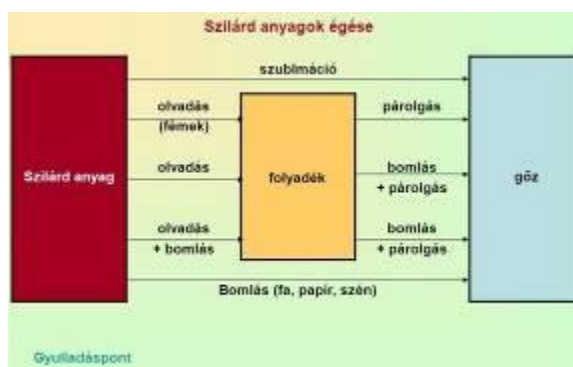 Szilárd anyagok égése
szublmáció
olvadás
(fémek)
párolgás
Szilárd anyag
olvadás
folyadék
bomlás
+ párolgás
gőz
olvadás
+ bomlás
bomlás
+ párolgás
Bomlás (fa, papír, szén)
Gyulladáspont